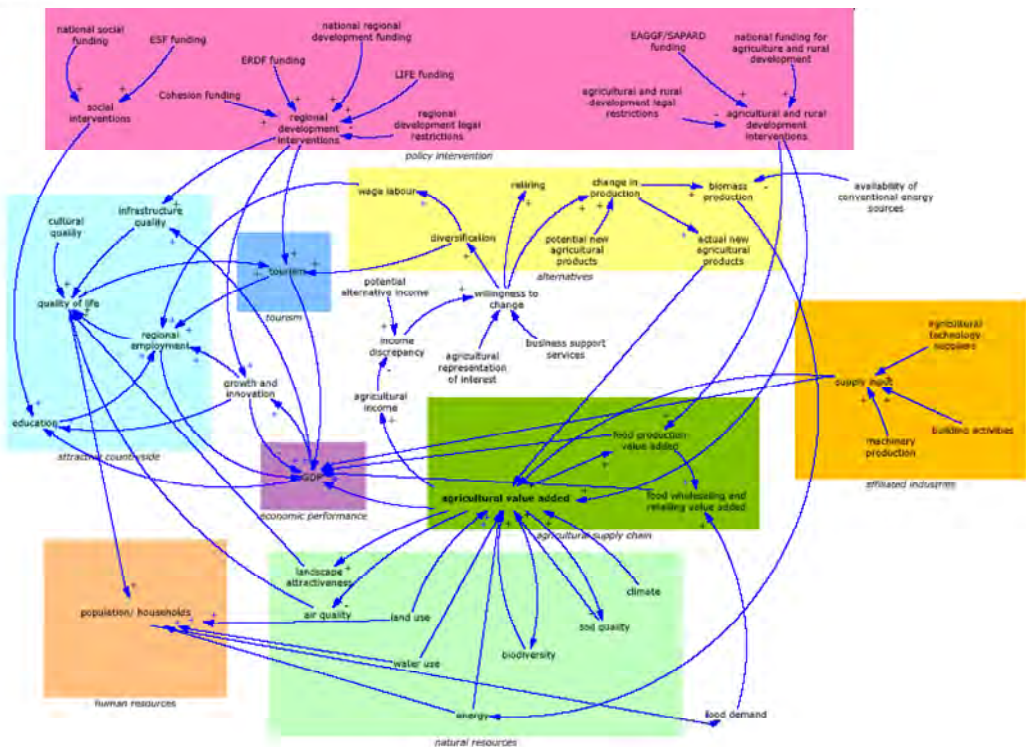 national social
funding
ESF funding
national regional
development funding
ERDF funding
LIFE funding
Cohesion funding
social
interventions
regional
development
interventions
regional
development legal
restrictions
EAGGF/SAPARD
funding
national funding for
agriculture and rural
development
agricultural and rural
development legal
restrictions
agricultural and rural
development
interventions
policy intervention
wage labour
retiring
change in
production
biomass
production
availability of
conventional energy
sources
cultural
quality
infrastructure
quality
diversification
potential new
agricultural
products
actual new
agricultural
products
alternatives
tourism
tourism
potential
alternative income
willingness to
change
quality of life
regional
employment
income
discrepancy
agricultural
representation
of interest
business support
services
agricultural
technology
suppliers
supply input
growth and
innovation
agricultural
income
education
attractive countryside
food production
value added
machinery
production
building activities
affiliated industries
GDP
economic performance
agricultural value added
food wholesaling and
retailing value added
agricultural supply chain
landscape
attractiveness
climate
population/ households
air quality
land use
soil quality
water use
biodiversity
human resources
energy
food demand
natural resources